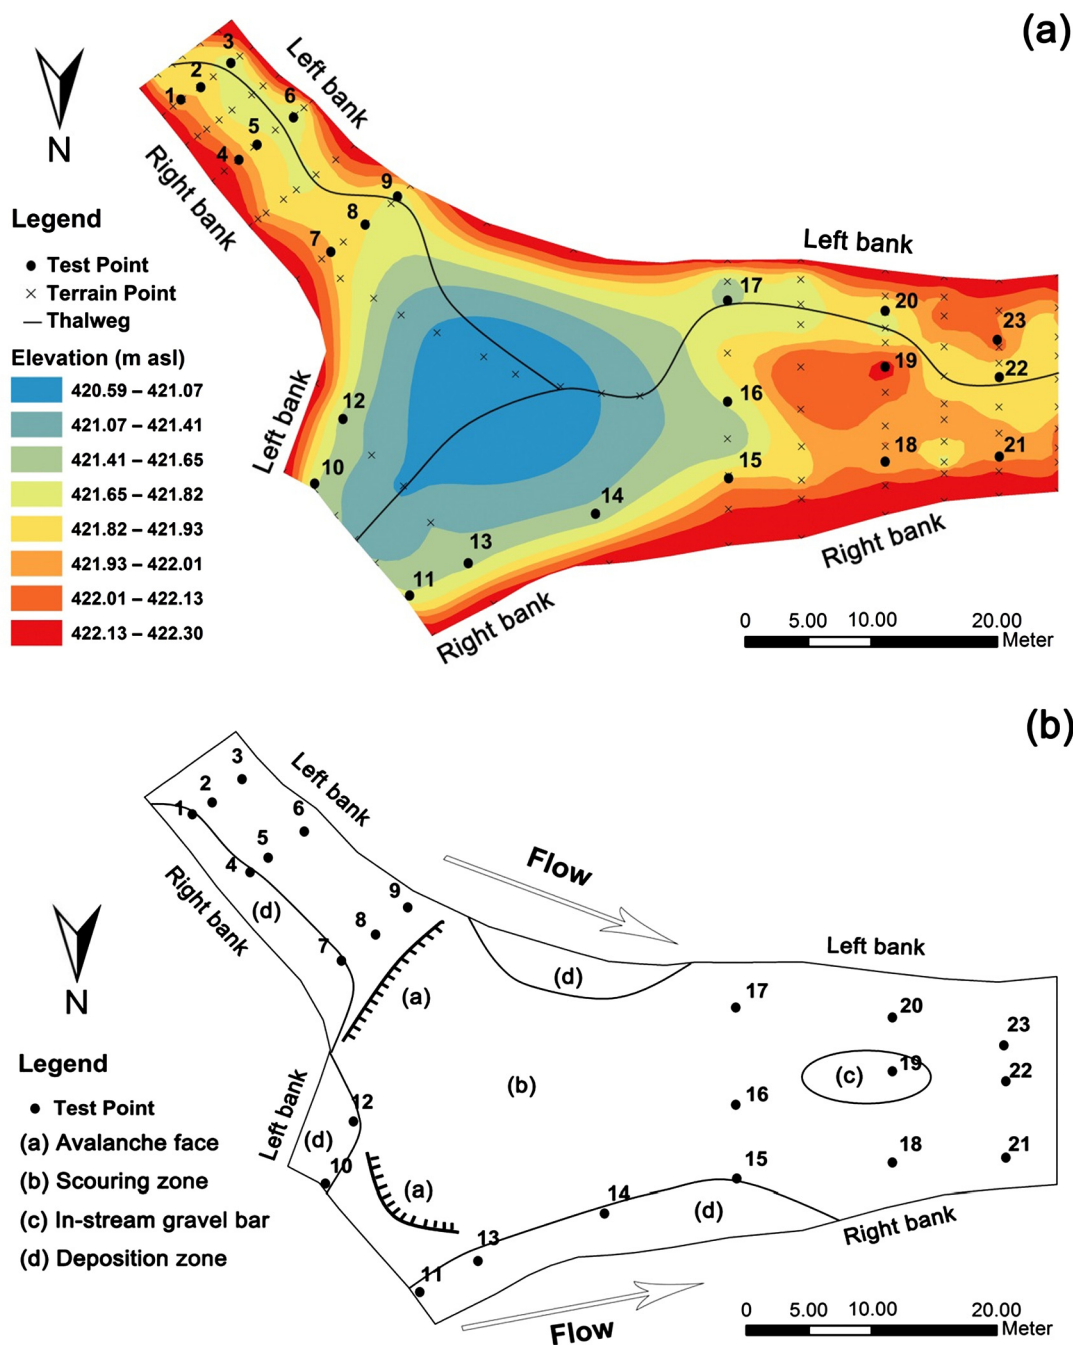 (a)
N
3
2
1
6
5
4
Left bank
Right bank
9
8
7
Legend
Test Point
Terrain Point
Thalweg
Elevation (m asl)
420.59 – 421.07
421.07 – 421.41
421.41 – 421.65
421.65 – 421.82
421.82 – 421.93
421.93 – 422.01
422.01 – 422.13
422.13 – 422.30
Left bank
Left bank
17
20
23
19
22
16
12
10
15
18
21
14
13
11
Right bank
Right bank
0 5.00 10.00 20.00
Meter
(b)
N
3
2
1
6
5
4
Left bank
Right bank
(d)
9
8
7
Flow
(a)
(d)
Left bank
17
20
23
19
22
(c)
(b)
16
12
Left bank
(d)
10
(a)
15
18
21
14
(d)
13
11
Right bank
Flow
Legend
Test Point
(a) Avalanche face
(b) Scouring zone
(c) In-stream gravel bar
(d) Deposition zone
0 5.00 10.00 20.00
Meter